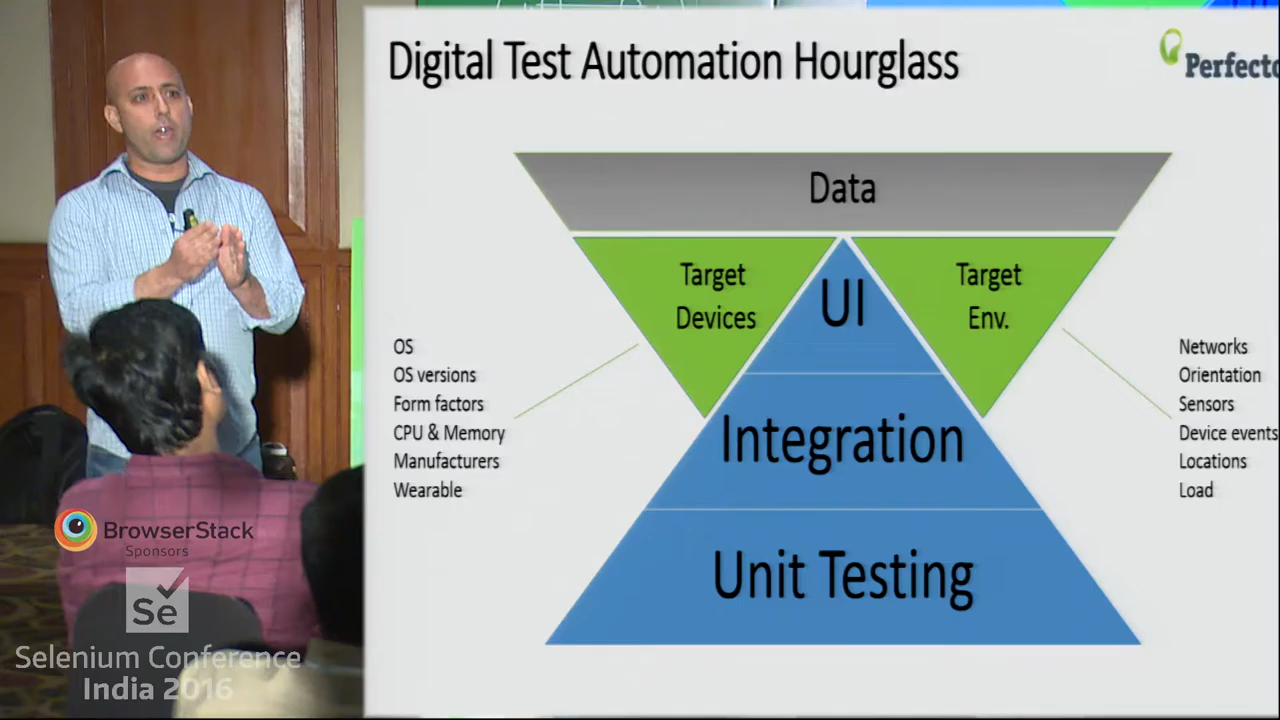 Digital Test Automation Hourglass
Perfecto
Data
Target
Devices
UI
Target
Env.
OS
OS versions
Form factors
CPU & Memory
Manufacturers
Wearable
Networks
Orientation
Sensors
Device events
Locations
Load
Integration
Unit Testing
BrowserStack
Sponsors
Se
Selenium Conference
India 2016